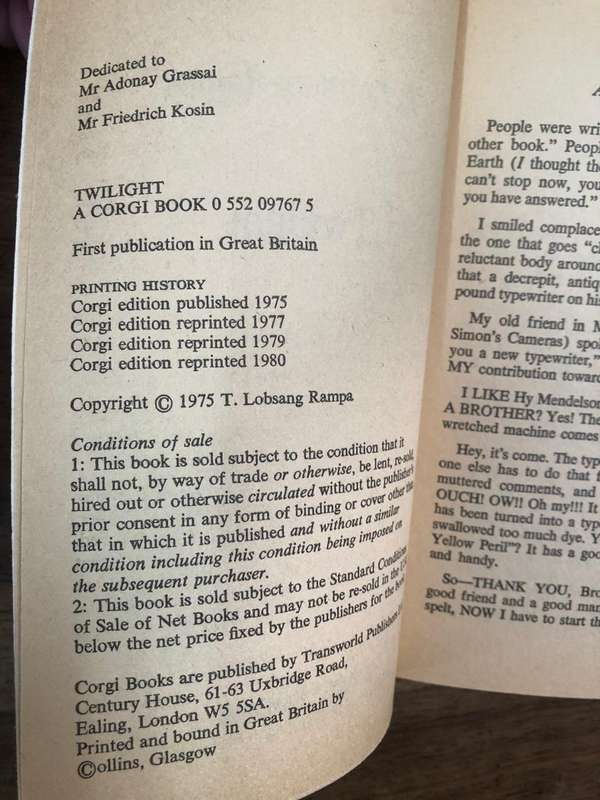 Dedicated to
Mr Adonay Grassai
and
Mr Friedrich Kosin
TWILIGHT
A CORGI BOOK 0 552 09767 5
First publication in Great Britain
PRINTING HISTORY
Corgi edition published 1975
Corgi edition reprinted 1977
Corgi edition reprinted 1979
Corgi edition reprinted 1980
Copyright © 1975 T. Lobsang Rampa
Conditions of sale
1: This book is sold subject to the condition that it
shall not, by way of trade or otherwise, be lent, re-sold,
hired out or otherwise circulated without the publisher's
prior consent in any form of binding or cover other than
that in which it is published and without a similar
condition including this condition being imposed on
the subsequent purchaser.
2: This book is sold subject to the Standard Conditions
of Sale of Net Books and may not be re-sold in the U.K.
below the net price fixed by the publishers for the book.
Corgi Books are published by Transworld Publishers
Century House, 61-63 Uxbridge Road,
Ealing, London W5 5SA.
Printed and bound in Great Britain by
©ollins, Glasgow
People were wri
other book." Peop
Earth (I thought th
can't stop now, you
you have answered."
I smiled complace
the one that goes "c
reluctant body aroun
that a decrepit, antiq
pound typewriter on his
My old friend in M
Simon's Cameras) spo
you a new typewriter,"
MY contribution towar
I LIKE Hy Mendelson
A BROTHER? Yes! The
wretched machine comes
Hey, it's come. The typ
one else has to do that f
muttered comments, and
OUCH! OW!! Oh my!!! It
has been turned into a typ
swallowed too much dye. Y
Yellow Peril"? It has a goo
and handy.
So—THANK YOU, Bro
good friend and a good man
spelt, NOW I have to start th